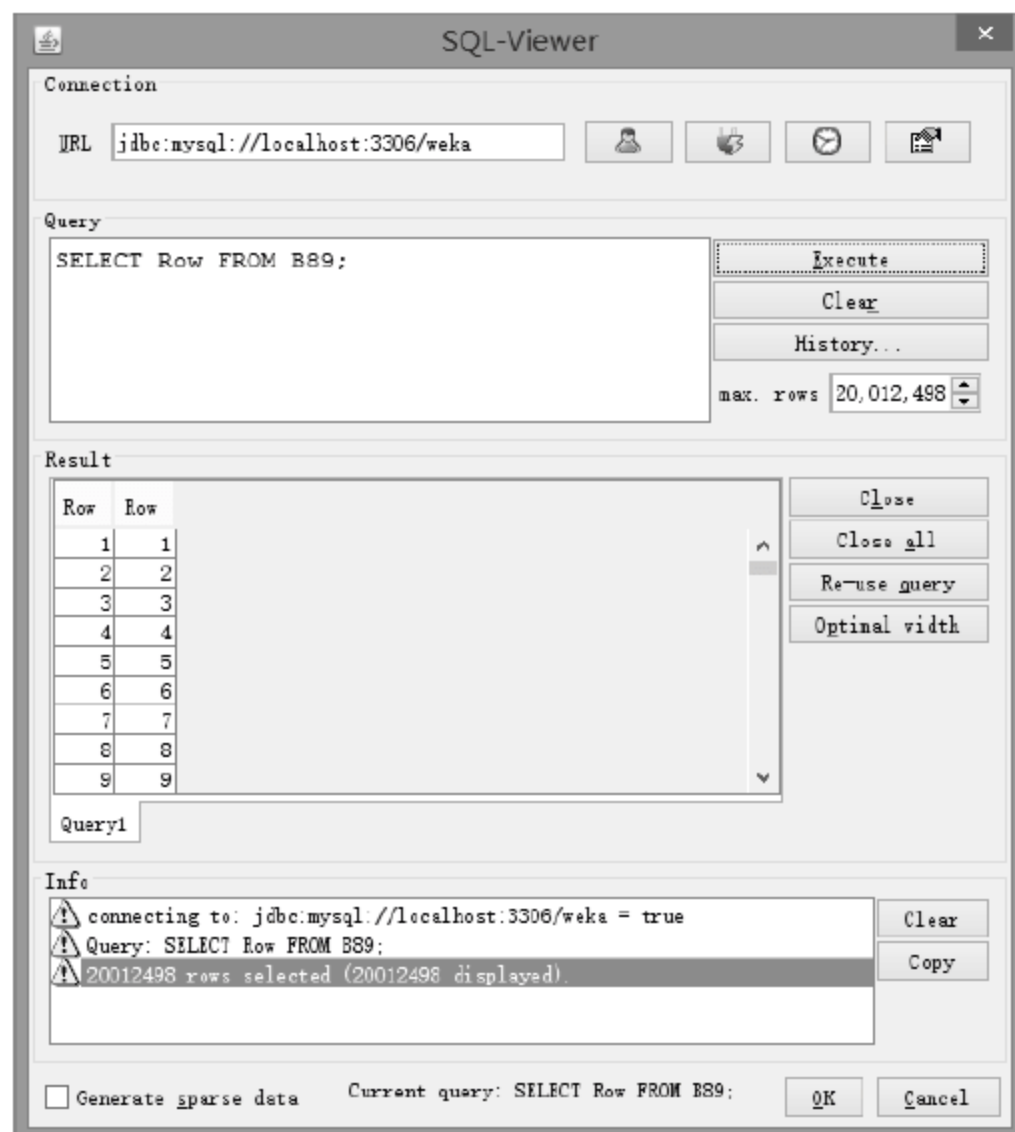 SQL-Viewer
Connection
URL jdbc:mysql://localhost:3306/weka
Query
SELECT Row FROM B89;
Execute
Clear
History...
max. rows 20,012,498
Result
Row Row
1 1
2 2
3 3
4 4
5 5
6 6
7 7
8 8
9 9
Close
Close all
Re-use query
Optimal width
Query1
Info
connecting to: jdbc:mysql://localhost:3306/weka = true
Query: SELECT Row FROM B89;
20012498 rows selected (20012498 displayed).
Clear
Copy
Generate sparse data
Current query: SELECT Row FROM B89;
OK
Cancel